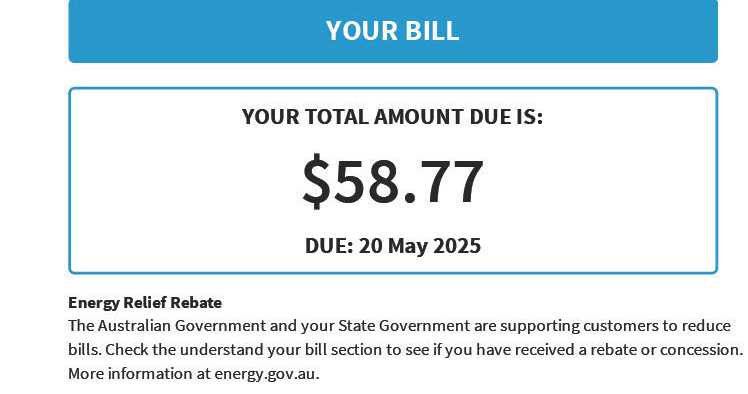 YOUR BILL
YOUR TOTAL AMOUNT DUE IS:
$58.77
DUE: 20 May 2025
Energy Relief Rebate
The Australian Government and your State Government are supporting customers to reduce
bills. Check the understand your bill section to see if you have received a rebate or concession.
More information at energy.gov.au.